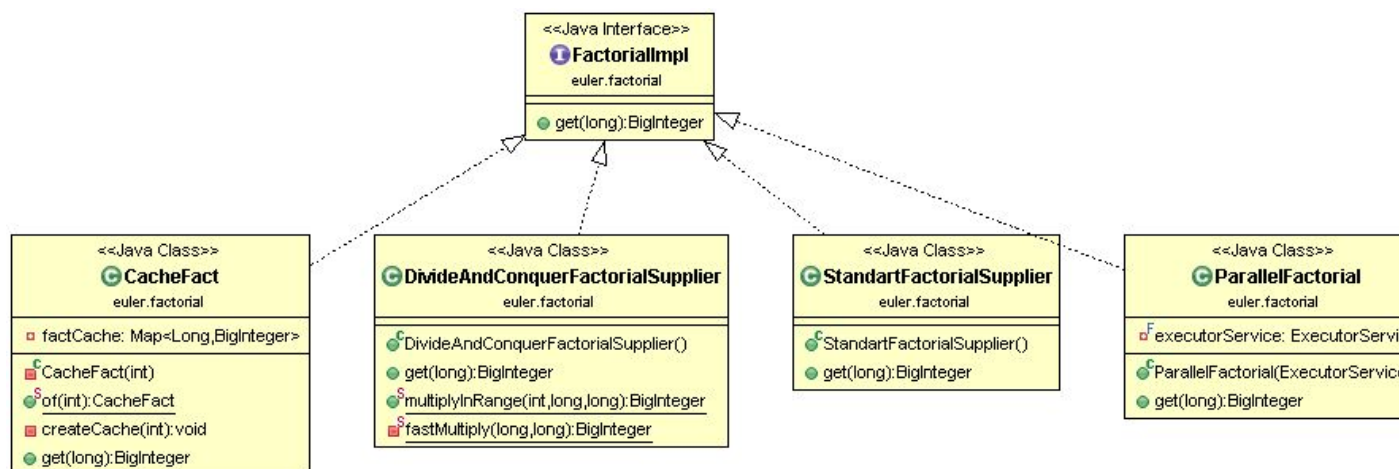 <<Java Interface>>
FactorialImpl
euler.factorial
get(long):BigInteger
<<Java Class>>
CacheFact
euler.factorial
factCache: Map<Long,BigInteger>
CacheFact(int)
of(int):CacheFact
createCache(int):void
get(long):BigInteger
<<Java Class>>
DivideAndConquerFactorialSupplier
euler.factorial
DivideAndConquerFactorialSupplier()
get(long):BigInteger
multiplyInRange(int,long,long):BigInteger
fastMultiply(long,long):BigInteger
<<Java Class>>
StandartFactorialSupplier
euler.factorial
StandartFactorialSupplier()
get(long):BigInteger
<<Java Class>>
ParallelFactorial
euler.factorial
executorService: ExecutorServi
ParallelFactorial(ExecutorService
get(long):BigInteger